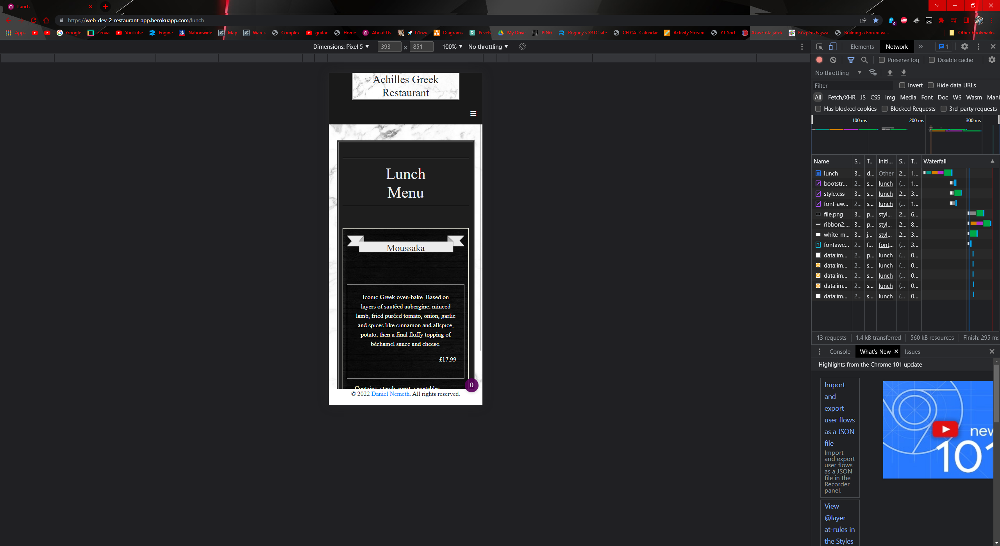 Lunch
https://web-dev-2-restaurant-app.herokuapp.com/lunch
Apps Google Zenva YouTube Engine Nationwide Map Wares Complex guitar Home About Us b1nzy Diagrams Pexels My Drive PING Roguey's X3TC site CELCAT Calendar Activity Stream YT Sort Akasztófa játék Közpénzhajsza Building a Forum wi... Other bookmarks
Dimensions: Pixel 5 393 × 851 100% No throttling
Achilles Greek
Restaurant
Lunch
Menu
Moussaka
Iconic Greek oven-bake. Based on
layers of sautéed aubergine, minced
lamb, fried puréed tomato, onion, garlic
and spices like cinnamon and allspice,
potato, then a final fluffy topping of
béchamel sauce and cheese.
£17.99
Contains: starch, meat, vegetables,
0
© 2022 Daniel Nemeth. All rights reserved.
Elements Network 1
Preserve log Disable cache
No throttling
Filter Invert Hide data URLs
All Fetch/XHR JS CSS Img Media Font Doc WS Wasm Mani
Has blocked cookies Blocked Requests 3rd-party requests
100 ms 200 ms 300 ms
Name S.. T.. Initi... S.. T.. Waterfall
lunch 3... d... Other 2... 1...
bootstr... 2... s... lunch (... 1...
style.css 3... s... lunch 2... 3...
font-aw... 2... s... lunch (... 1...
file.png 3... p... styl... 2... 6...
ribbon2.... 3... p... styl... 2... 8...
white-m... 3... j... styl... 2... 3...
fontawe... 2... f... font... (... 3...
data:im... 2... p... lunch (... 0...
data:im... 2... s... lunch (... 0...
data:im... 2... s... lunch (... 0...
data:im... 2... s... lunch (... 0...
data:im... 2... s... lunch (... 0...
13 requests 1.4 kB transferred 560 kB resources Finish: 295 ms
Console What's New Issues
Highlights from the Chrome 101 update
Import
and
export
user flows
as a JSON
file
Import
and export
user flows
as a JSON
file in the
Recorder
panel.
new
101
View
@layer
at-rules in
the Styles